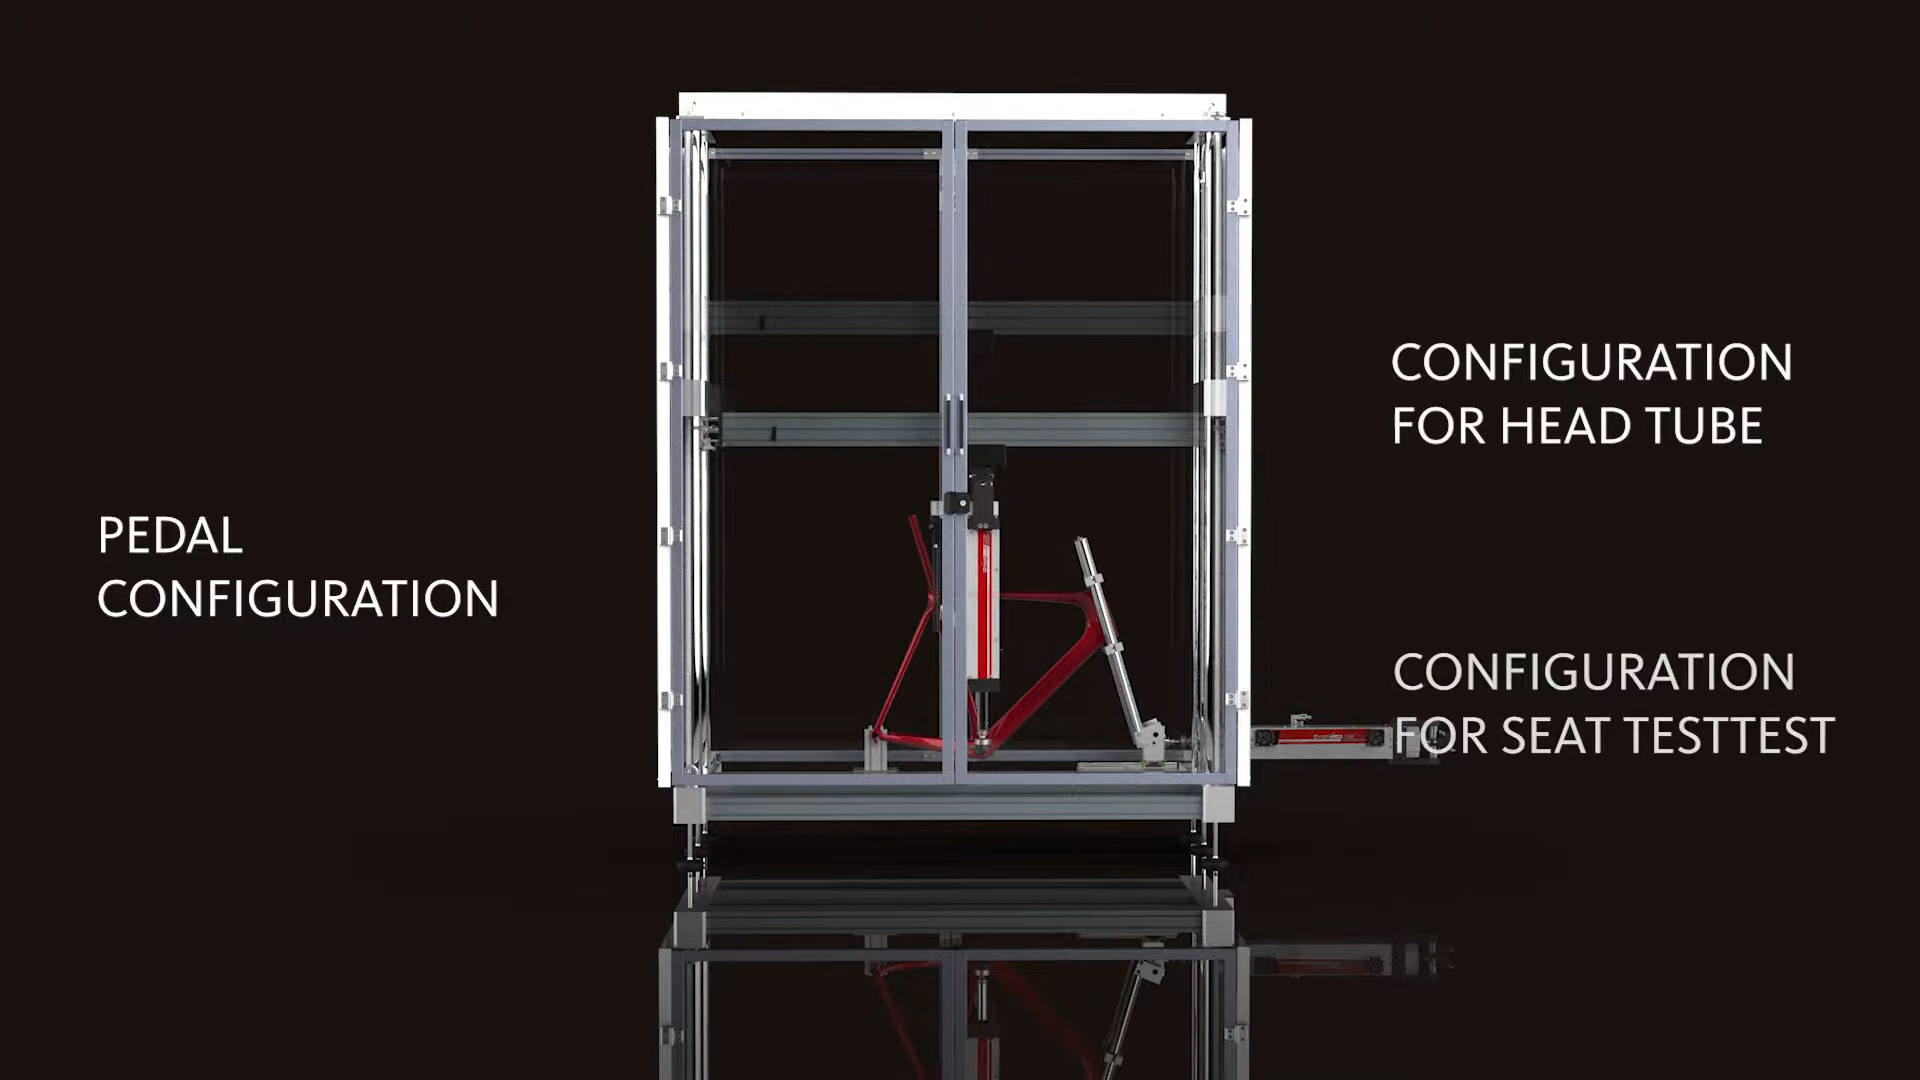 PEDAL
CONFIGURATION
CONFIGURATION
FOR HEAD TUBE
CONFIGURATION
FOR SEAT TESTTEST